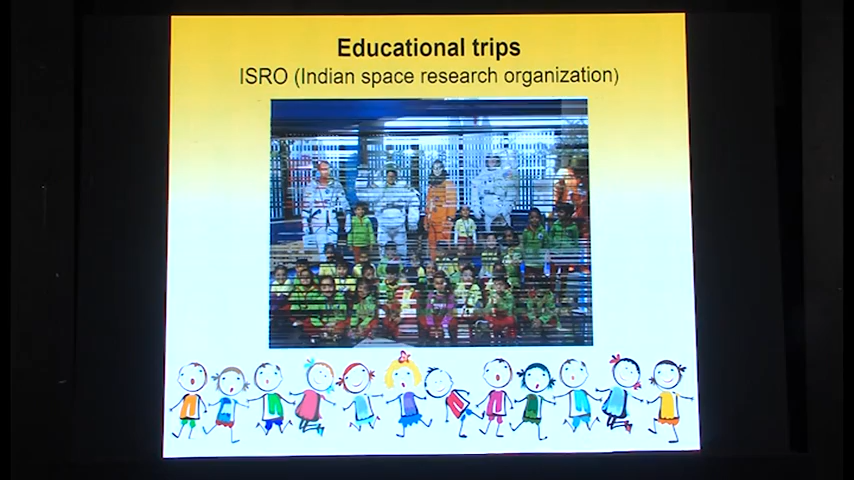 Educational trips
ISRO (Indian space research organization)